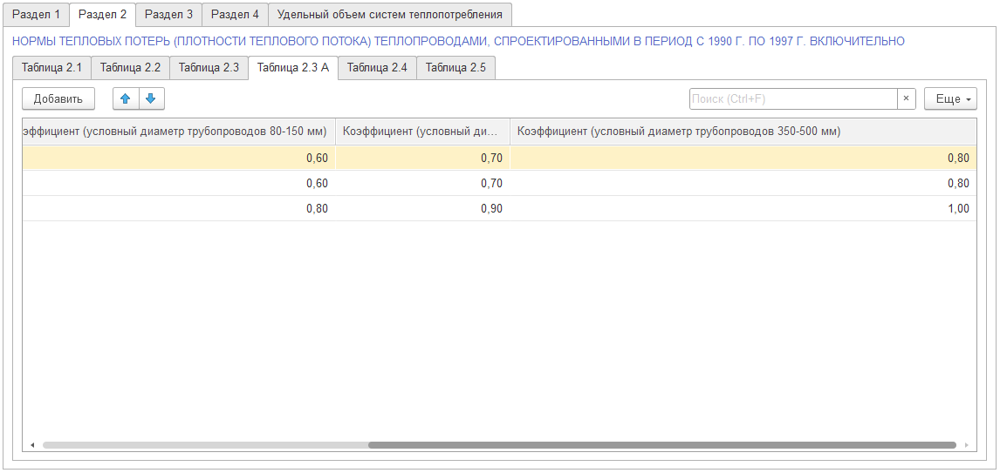 Раздел 1 Раздел 2 Раздел 3 Раздел 4 Удельный объем систем теплопотребления
НОРМЫ ТЕПЛОВЫХ ПОТЕРЬ (ПЛОТНОСТИ ТЕПЛОВОГО ПОТОКА) ТЕПЛОПРОВОДАМИ, СПРОЕКТИРОВАННЫМИ В ПЕРИОД С 1990 Г. ПО 1997 Г. ВКЛЮЧИТЕЛЬНО
Таблица 2.1 Таблица 2.2 Таблица 2.3 Таблица 2.3 А Таблица 2.4 Таблица 2.5
Добавить Поиск (Ctrl+F) × Еще
эффициент (условный диаметр трубопроводов 80-150 мм) Коэффициент (условный ди... Коэффициент (условный диаметр трубопроводов 350-500 мм)
0,60 0,70 0,80
0,60 0,70 0,80
0,80 0,90 1,00